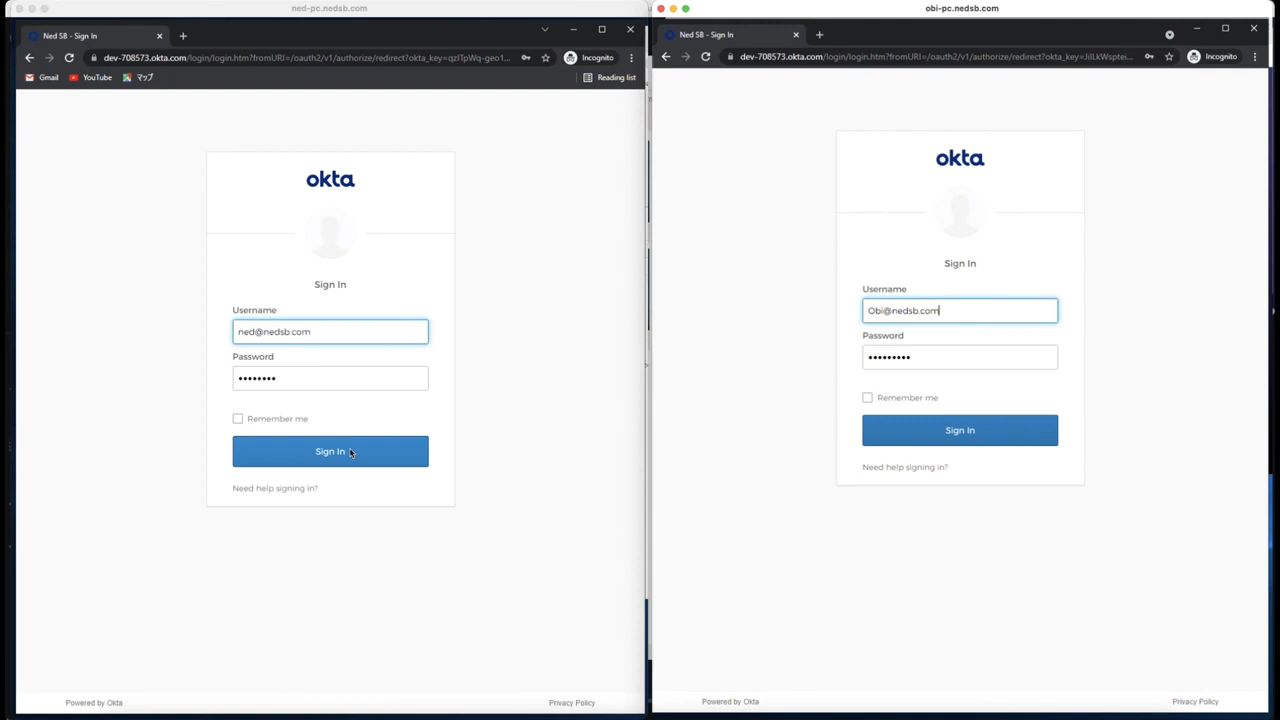 ned-pc.nedsb.com
Ned SB - Sign In
dev-708573.okta.com/login/login.htm?fromURI=/oauth2/v1/authorize/redirect?okta_key=qzITpWq-geo1...
Incognito
Gmail
YouTube
マップ
Reading list
okta
Sign In
Username
ned@nedsb.com
Password
••••••••
Remember me
Sign In
Need help signing in?
Powered by Okta
Privacy Policy
obi-pc.nedsb.com
Ned SB - Sign In
dev-708573.okta.com/login/login.htm?fromURI=/oauth2/v1/authorize/redirect?okta_key=JilLkWsptei...
Incognito
okta
Sign In
Username
Obi@nedsb.com
Password
•••••••••
Remember me
Sign In
Need help signing in?
Powered by Okta
Privacy Policy